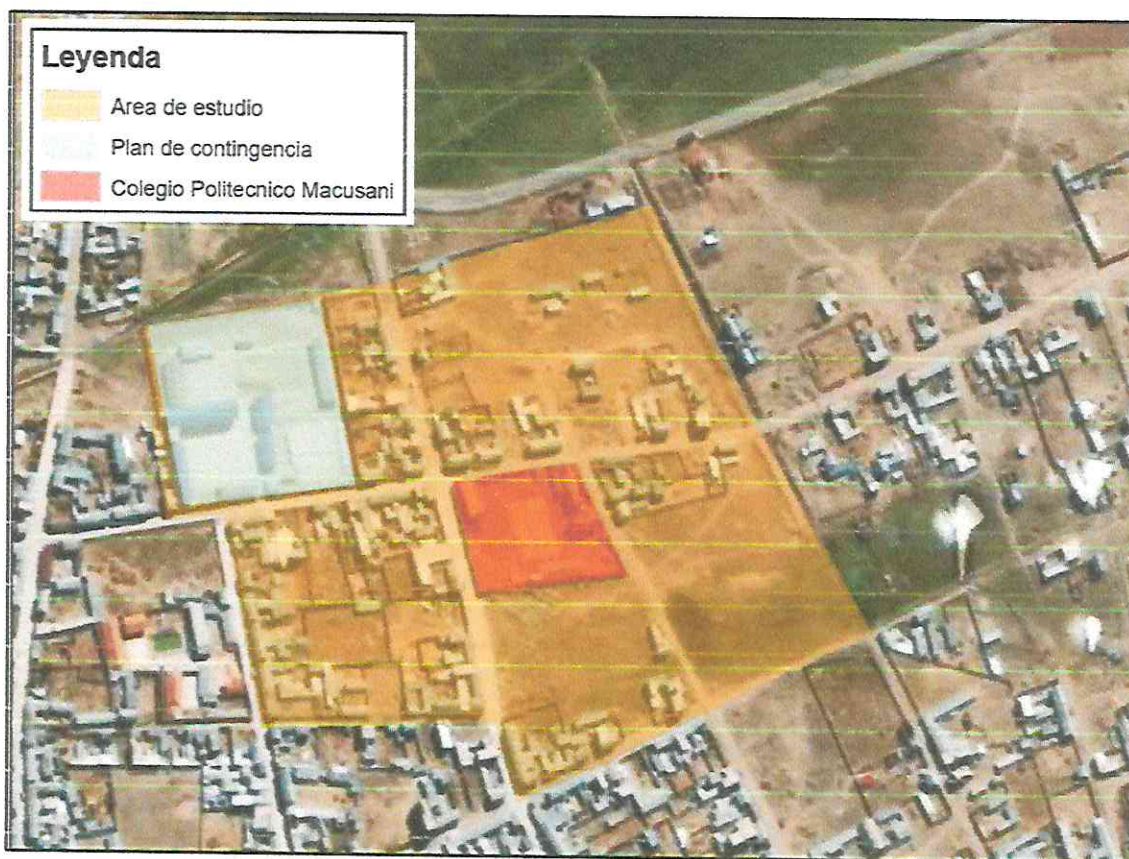 Leyenda
Area de estudio
Plan de contingencia
Colegio Politecnico Macusani